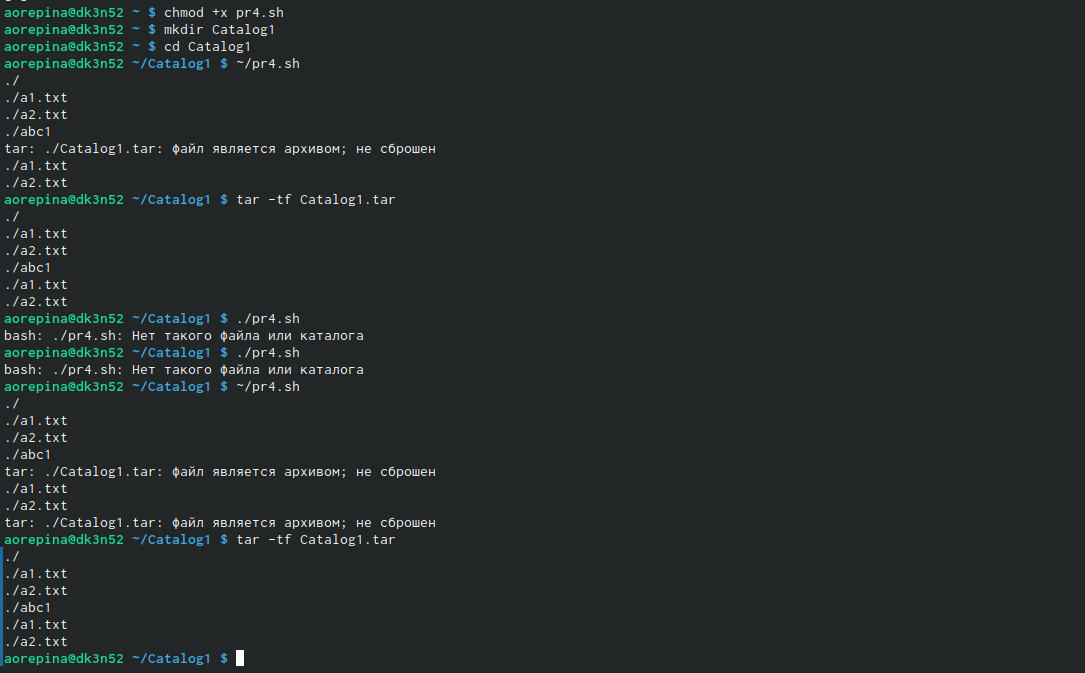 aorepina@dk3n52 ~ $ chmod +x pr4.sh
aorepina@dk3n52 ~ $ mkdir Catalog1
aorepina@dk3n52 ~ $ cd Catalog1
aorepina@dk3n52 ~/Catalog1 $ ~/pr4.sh
./
./a1.txt
./a2.txt
./abc1
tar: ./Catalog1.tar: файл является архивом; не сброшен
./a1.txt
./a2.txt
aorepina@dk3n52 ~/Catalog1 $ tar -tf Catalog1.tar
./
./a1.txt
./a2.txt
./abc1
./a1.txt
./a2.txt
aorepina@dk3n52 ~/Catalog1 $ ./pr4.sh
bash: ./pr4.sh: Нет такого файла или каталога
aorepina@dk3n52 ~/Catalog1 $ ./pr4.sh
bash: ./pr4.sh: Нет такого файла или каталога
aorepina@dk3n52 ~/Catalog1 $ ~/pr4.sh
./
./a1.txt
./a2.txt
./abc1
tar: ./Catalog1.tar: файл является архивом; не сброшен
./a1.txt
./a2.txt
tar: ./Catalog1.tar: файл является архивом; не сброшен
aorepina@dk3n52 ~/Catalog1 $ tar -tf Catalog1.tar
./
./a1.txt
./a2.txt
./abc1
./a1.txt
./a2.txt
aorepina@dk3n52 ~/Catalog1 $